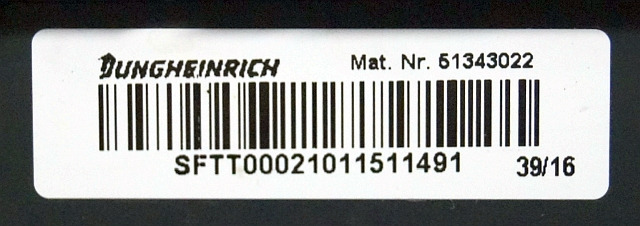 JUNGHEINRICH
Mat. Nr. 51343022
SFTT00021011511491
39/16